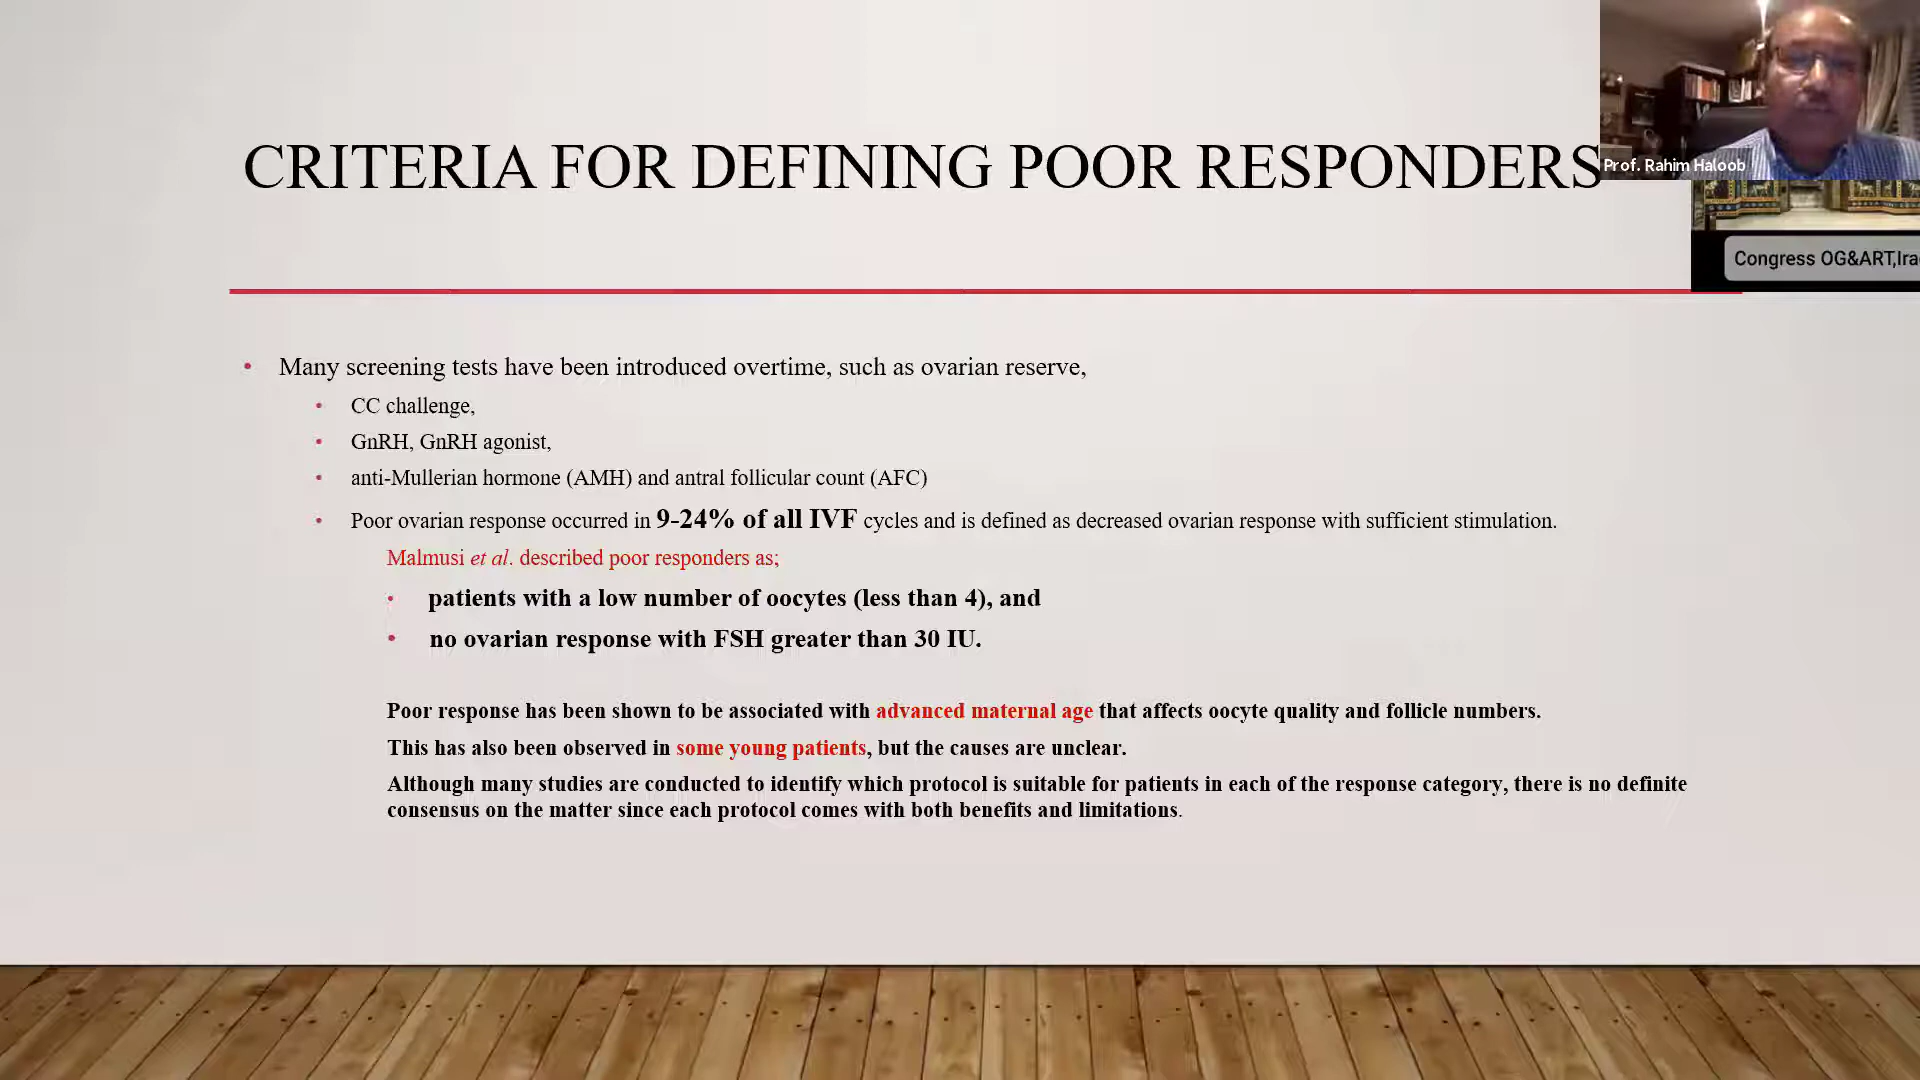 CRITERIA FOR DEFINING POOR RESPONDERS
Prof. Rahim Haloob
Congress OG&ART,Ira
• Many screening tests have been introduced overtime, such as ovarian reserve,
• CC challenge,
• GnRH, GnRH agonist,
• anti-Mullerian hormone (AMH) and antral follicular count (AFC)
• Poor ovarian response occurred in 9-24% of all IVF cycles and is defined as decreased ovarian response with sufficient stimulation.
Malmusi et al. described poor responders as;
• patients with a low number of oocytes (less than 4), and
• no ovarian response with FSH greater than 30 IU.
Poor response has been shown to be associated with advanced maternal age that affects oocyte quality and follicle numbers.
This has also been observed in some young patients, but the causes are unclear.
Although many studies are conducted to identify which protocol is suitable for patients in each of the response category, there is no definite
consensus on the matter since each protocol comes with both benefits and limitations.